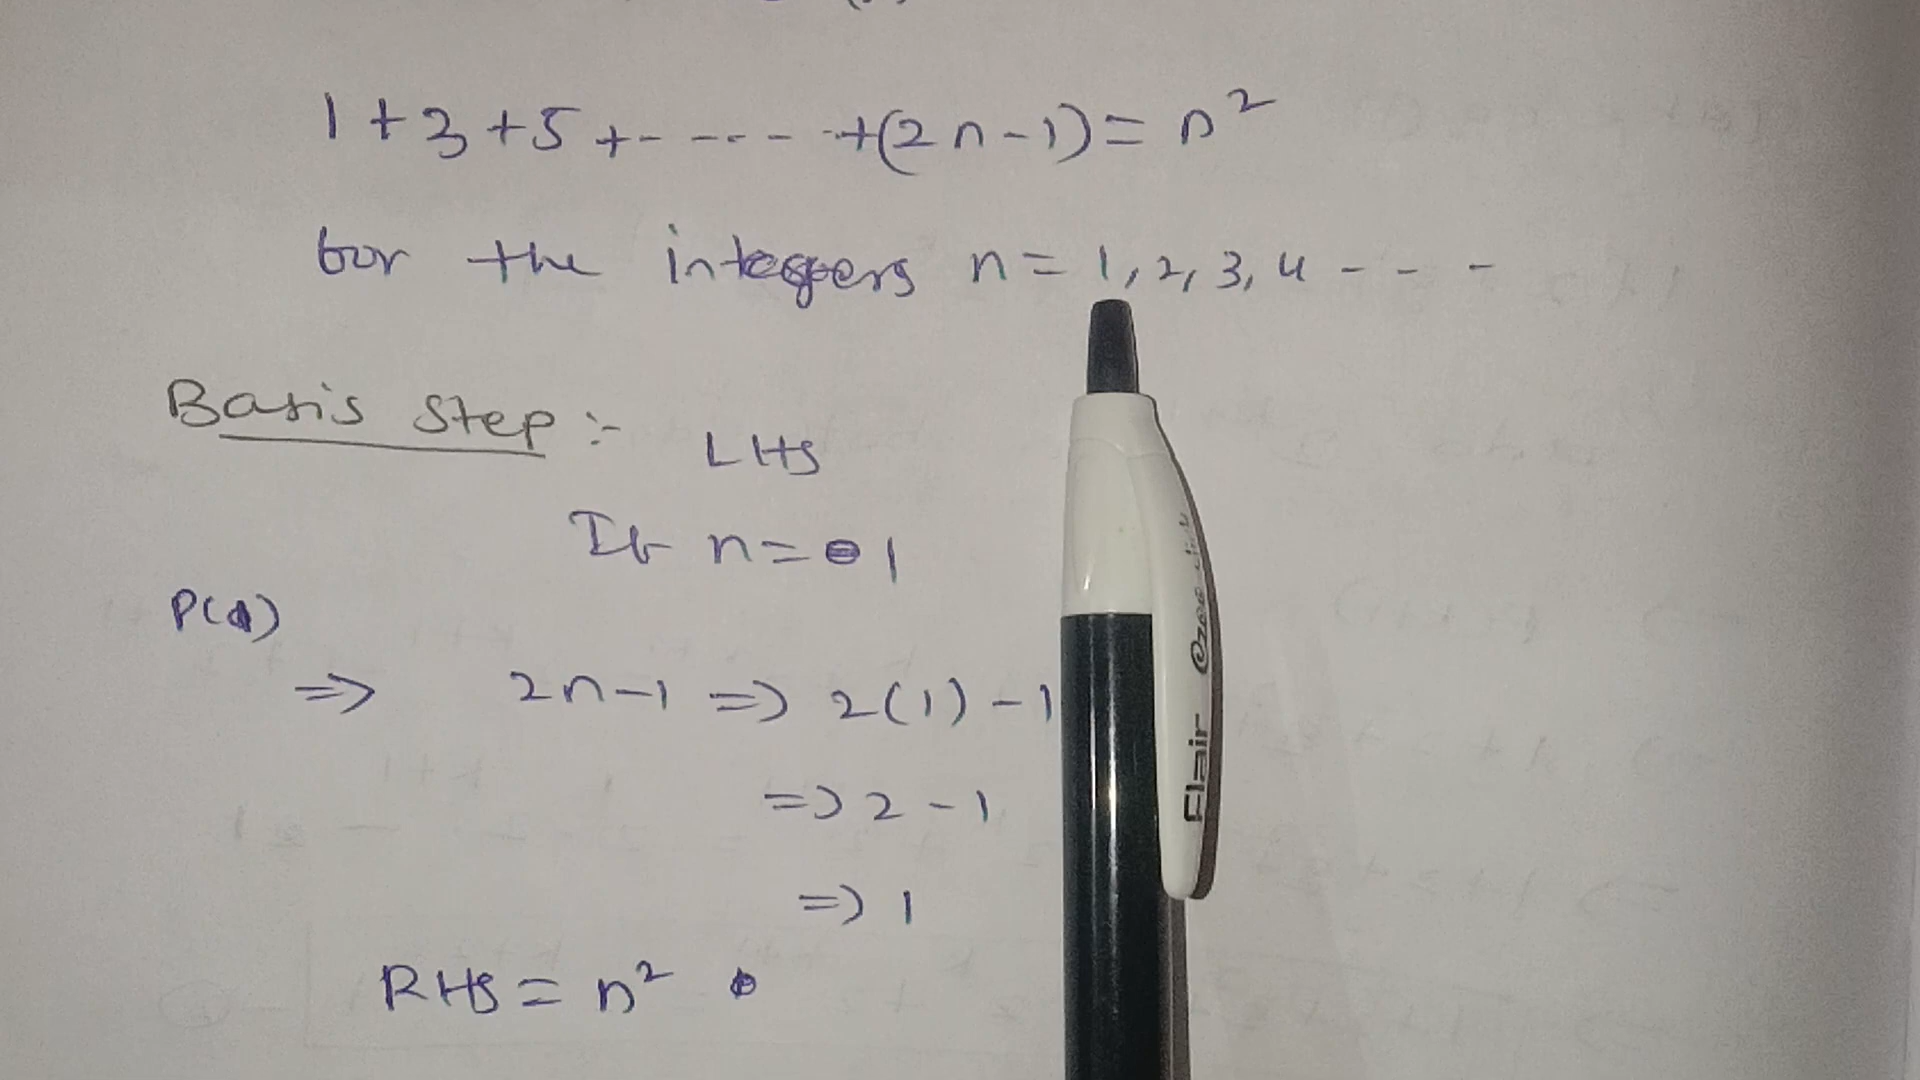 1+3+5+-----+(2n-1)=n²
for the integers n=1,2,3,4---
Basis step:-
LHS
If n=1
P(1)
=> 2n-1 => 2(1)-1
=> 2-1
=> 1
RHS = n²
Flair